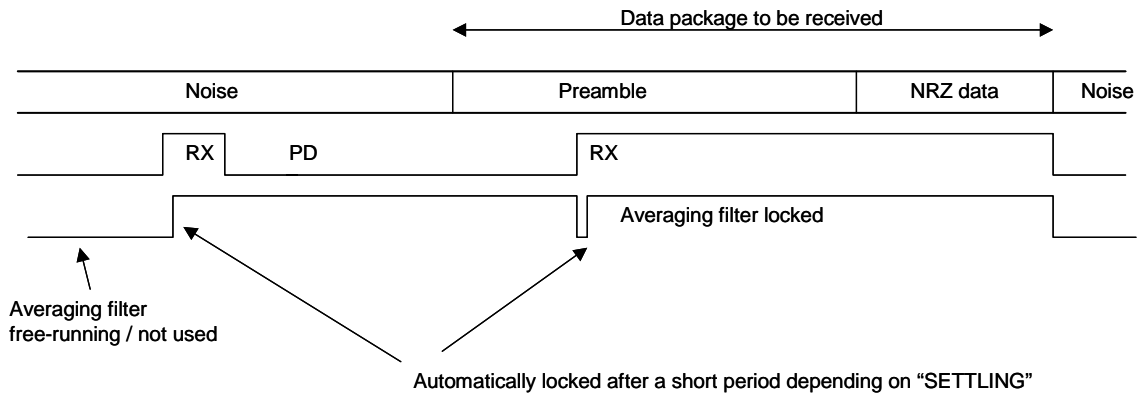 Data package to be received
Noise
Preamble
NRZ data
Noise
RX
PD
RX
Averaging filter locked
Averaging filter
free-running / not used
Automatically locked after a short period depending on “SETTLING”